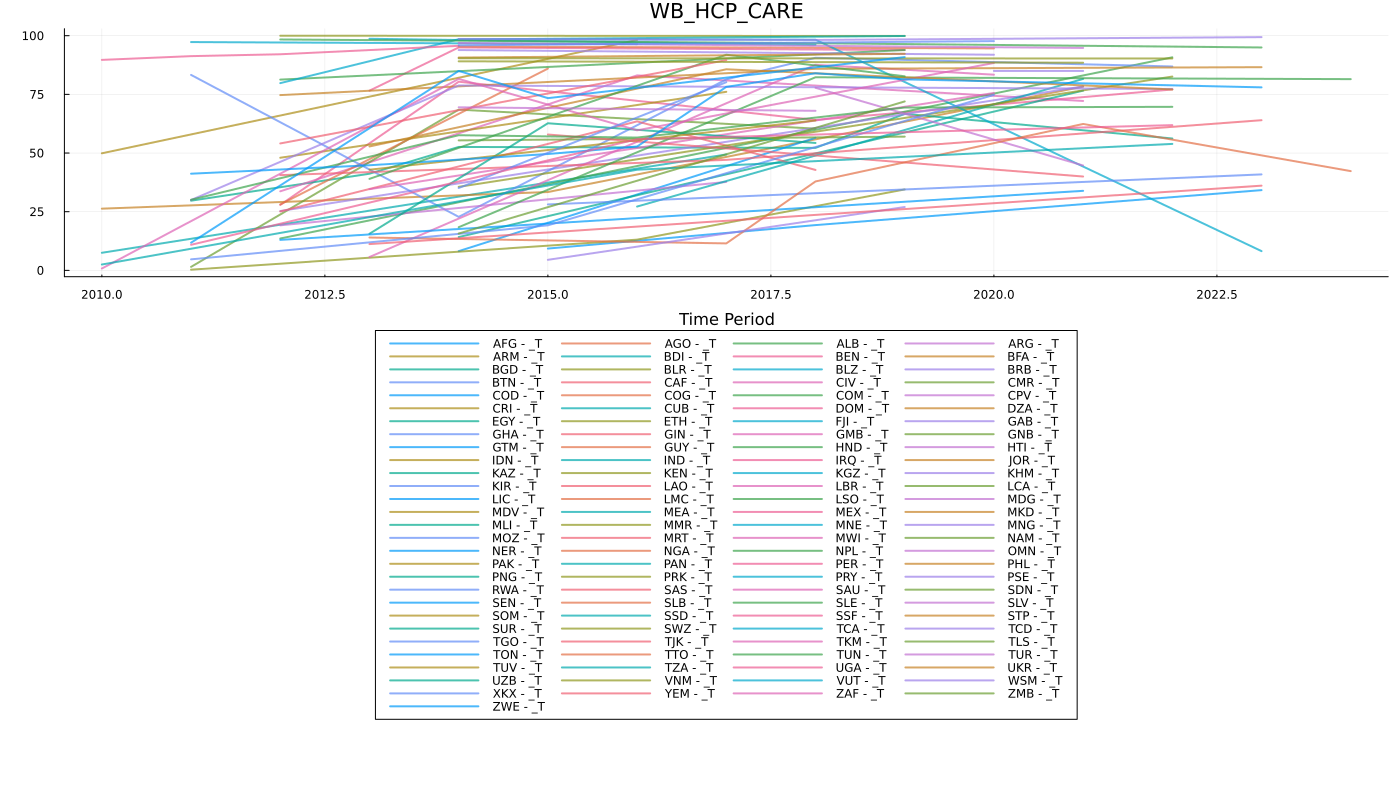 WB_HCP_CARE
100
75
50
25
0
2010.0 2012.5 2015.0 2017.5 2020.0 2022.5
Time Period
AFG - _T AGO - _T ALB - _T ARG - _T
ARM - _T BDI - _T BEN - _T BFA - _T
BGD - _T BLR - _T BLZ - _T BRB - _T
BTN - _T CAF - _T CIV - _T CMR - _T
COD - _T COG - _T COM - _T CPV - _T
CRI - _T CUB - _T DOM - _T DZA - _T
EGY - _T ETH - _T FJI - _T GAB - _T
GHA - _T GIN - _T GMB - _T GNB - _T
GTM - _T GUY - _T HND - _T HTI - _T
IDN - _T IND - _T IRQ - _T JOR - _T
KAZ - _T KEN - _T KGZ - _T KHM - _T
KIR - _T LAO - _T LBR - _T LCA - _T
LIC - _T LMC - _T LSO - _T MDG - _T
MDV - _T MEA - _T MEX - _T MKD - _T
MLI - _T MMR - _T MNE - _T MNG - _T
MOZ - _T MRT - _T MWI - _T NAM - _T
NER - _T NGA - _T NPL - _T OMN - _T
PAK - _T PAN - _T PER - _T PHL - _T
PNG - _T PRK - _T PRY - _T PSE - _T
RWA - _T SAS - _T SAU - _T SDN - _T
SEN - _T SLB - _T SLE - _T SLV - _T
SOM - _T SSD - _T SSF - _T STP - _T
SUR - _T SWZ - _T TCA - _T TCD - _T
TGO - _T TJK - _T TKM - _T TLS - _T
TON - _T TTO - _T TUN - _T TUR - _T
TUV - _T TZA - _T UGA - _T UKR - _T
UZB - _T VNM - _T VUT - _T WSM - _T
XKX - _T YEM - _T ZAF - _T ZMB - _T
ZWE - _T